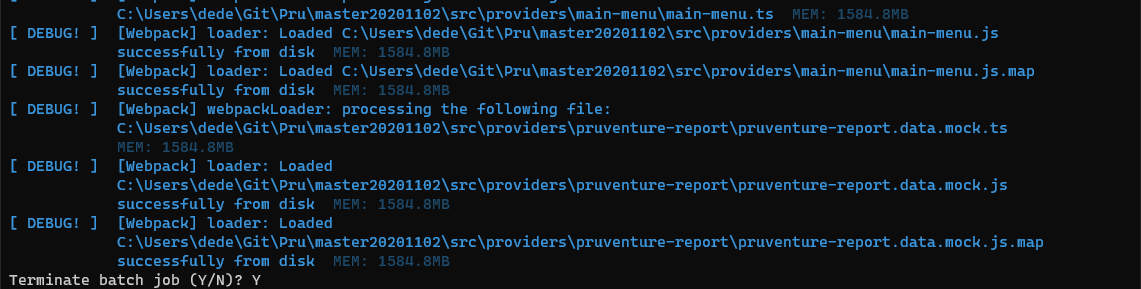 C:\Users\dede\Git\Pru\master20201102\src\providers\main-menu\main-menu.ts MEM: 1584.8MB
[ DEBUG! ] [Webpack] loader: Loaded C:\Users\dede\Git\Pru\master20201102\src\providers\main-menu\main-menu.js
successfully from disk MEM: 1584.8MB
[ DEBUG! ] [Webpack] loader: Loaded C:\Users\dede\Git\Pru\master20201102\src\providers\main-menu\main-menu.js.map
successfully from disk MEM: 1584.8MB
[ DEBUG! ] [Webpack] webpackLoader: processing the following file:
C:\Users\dede\Git\Pru\master20201102\src\providers\pruventure-report\pruventure-report.data.mock.ts
MEM: 1584.8MB
[ DEBUG! ] [Webpack] loader: Loaded
C:\Users\dede\Git\Pru\master20201102\src\providers\pruventure-report\pruventure-report.data.mock.js
successfully from disk MEM: 1584.8MB
[ DEBUG! ] [Webpack] loader: Loaded
C:\Users\dede\Git\Pru\master20201102\src\providers\pruventure-report\pruventure-report.data.mock.js.map
successfully from disk MEM: 1584.8MB
Terminate batch job (Y/N)? Y